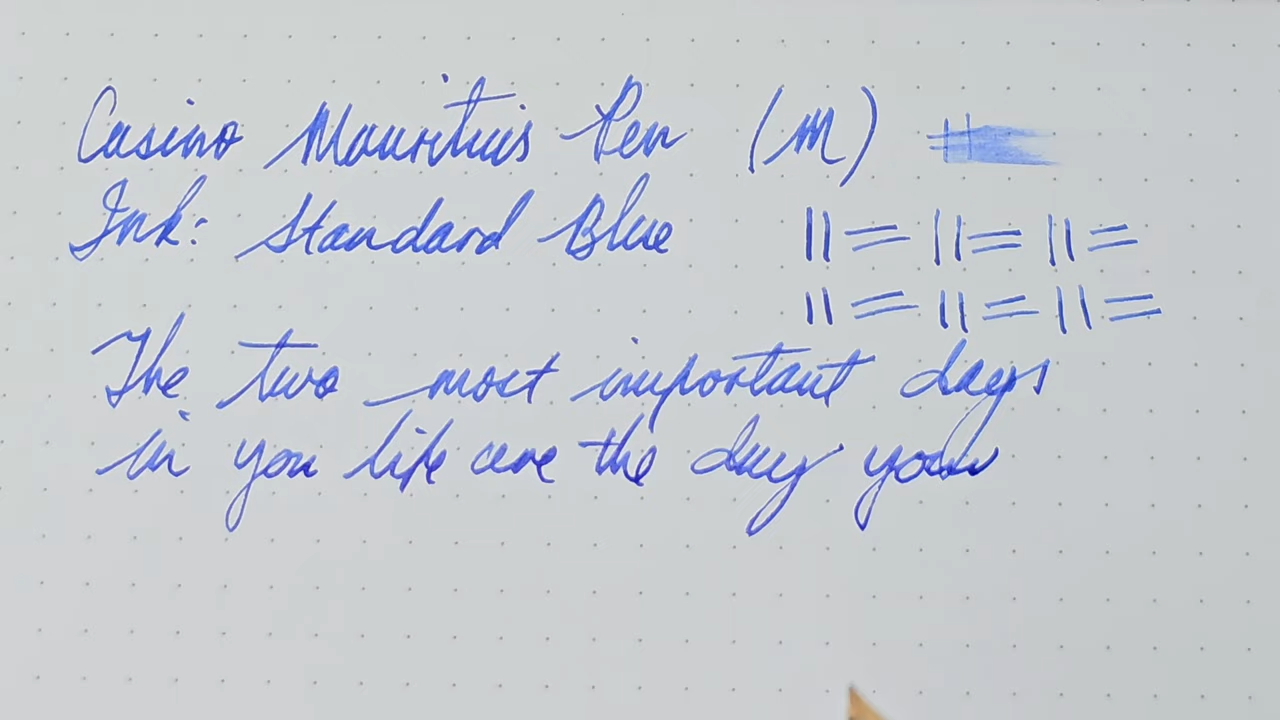 Casino Mauritius Pen (M)
Ink: Standard Blue
The two most important days
in you life are the day you